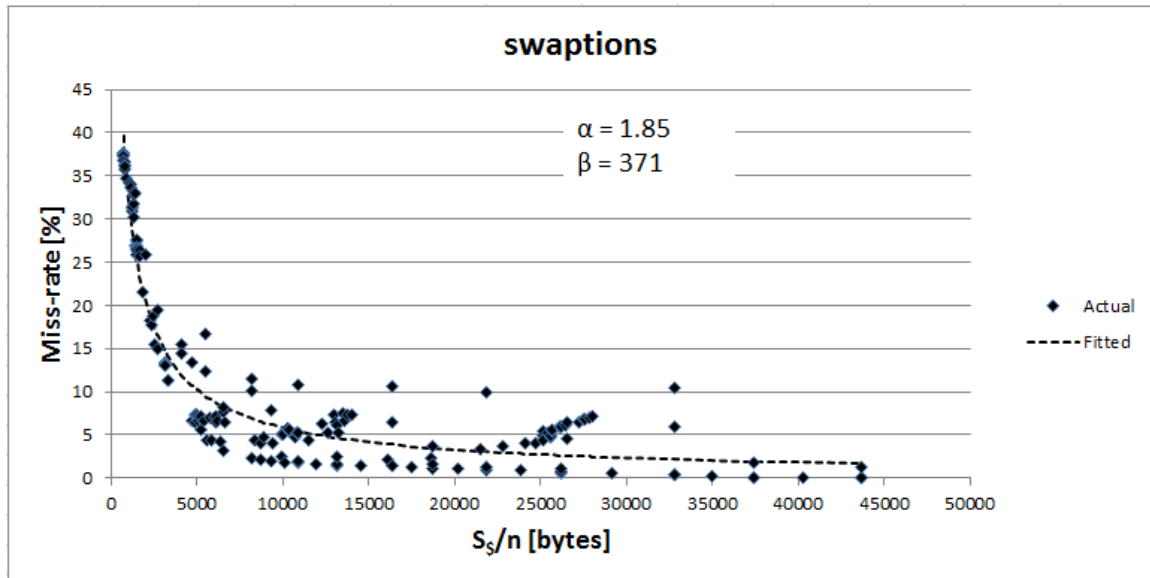 swaptions
α = 1.85
β = 371
45
40
35
30
25
20
15
10
5
0
Miss-rate [%]
0 5000 10000 15000 20000 25000 30000 35000 40000 45000 50000
S$/n [bytes]
Actual
Fitted